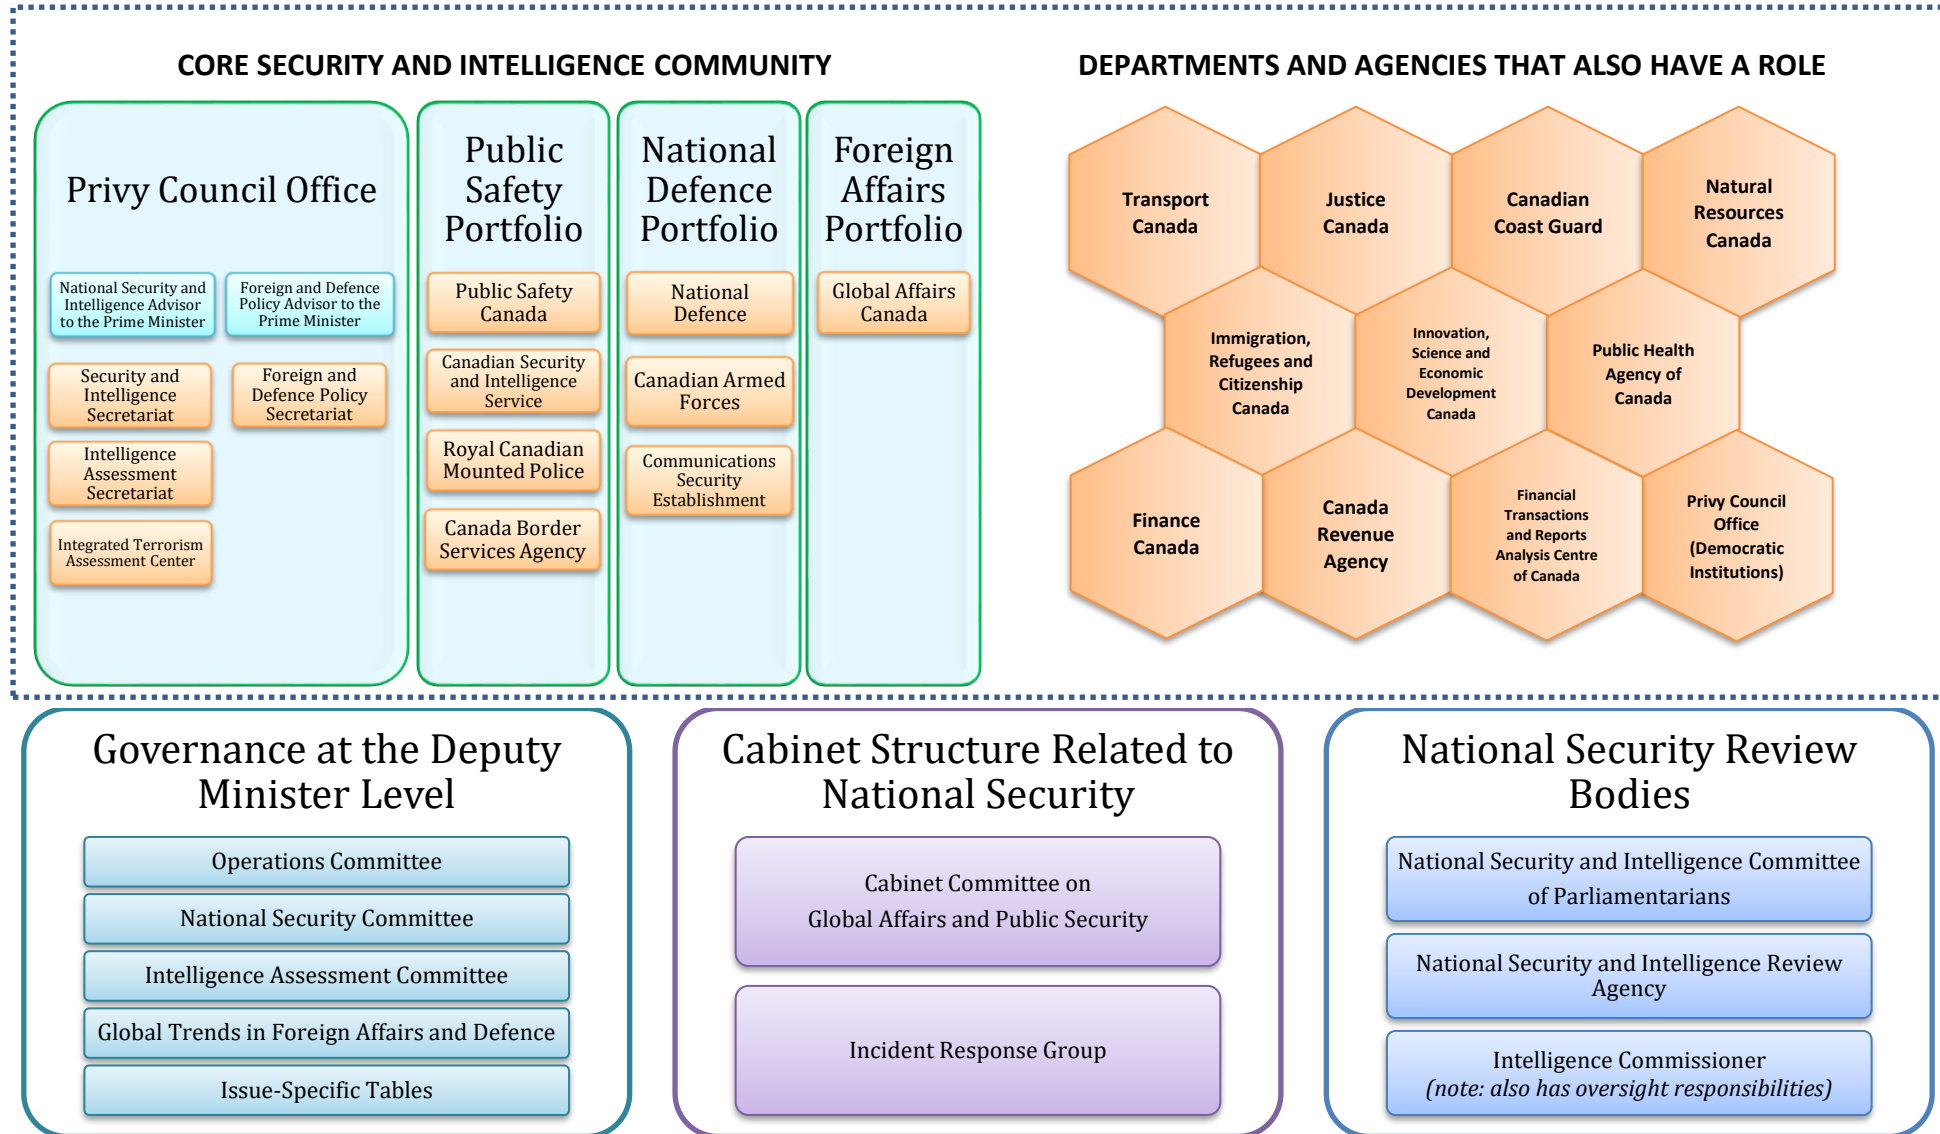 CORE SECURITY AND INTELLIGENCE COMMUNITY
Privy Council Office
National Security and
Intelligence Advisor
to the Prime Minister
Foreign and Defence
Policy Advisor to the
Prime Minister
Security and
Intelligence
Secretariat
Foreign and
Defence Policy
Secretariat
Intelligence
Assessment
Secretariat
Integrated Terrorism
Assessment Center
Public
Safety
Portfolio
Public Safety
Canada
Canadian Security
and Intelligence
Service
Royal Canadian
Mounted Police
Canada Border
Services Agency
National
Defence
Portfolio
National
Defence
Canadian Armed
Forces
Communications
Security
Establishment
Foreign
Affairs
Portfolio
Global Affairs
Canada
DEPARTMENTS AND AGENCIES THAT ALSO HAVE A ROLE
Transport
Canada
Justice
Canada
Canadian
Coast Guard
Natural
Resources
Canada
Immigration,
Refugees and
Citizenship
Canada
Innovation,
Science and
Economic
Development
Canada
Public Health
Agency of
Canada
Finance
Canada
Canada
Revenue
Agency
Financial
Transactions
and Reports
Analysis Centre
of Canada
Privy Council
Office
(Democratic
Institutions)
Governance at the Deputy
Minister Level
Operations Committee
National Security Committee
Intelligence Assessment Committee
Global Trends in Foreign Affairs and Defence
Issue-Specific Tables
Cabinet Structure Related to
National Security
Cabinet Committee on
Global Affairs and Public Security
Incident Response Group
National Security Review
Bodies
National Security and Intelligence Committee
of Parliamentarians
National Security and Intelligence Review
Agency
Intelligence Commissioner
(note: also has oversight responsibilities)